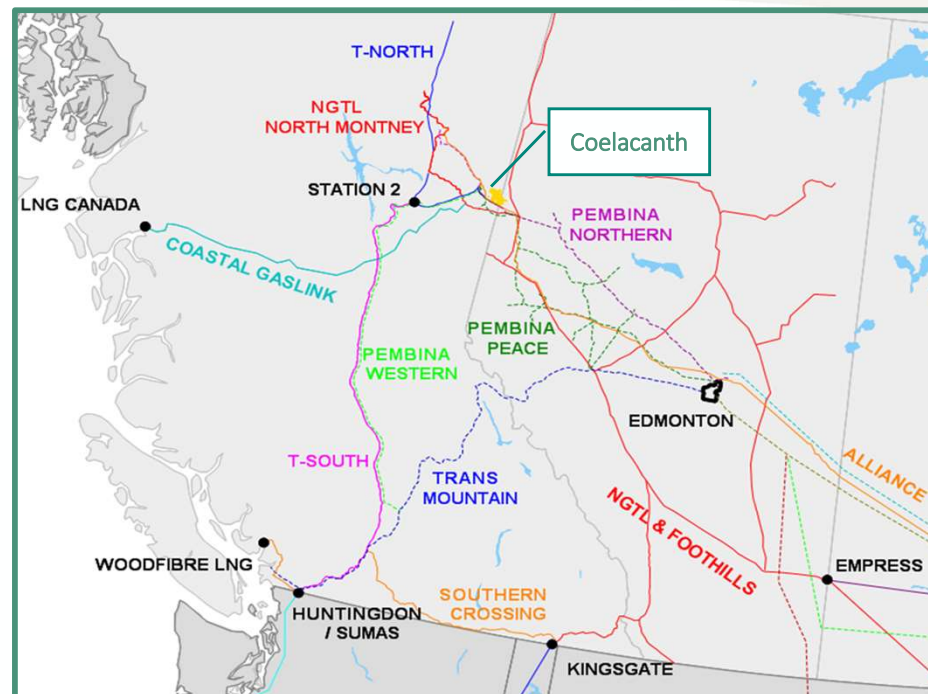 T-NORTH
NGTL
NORTH MONTNEY
Coelacanth
STATION 2
LNG CANADA
PEMBINA
NORTHERN
COASTAL GASLINK
PEMBINA
PEACE
PEMBINA
WESTERN
EDMONTON
ALLIANCE
T-SOUTH
TRANS
MOUNTAIN
NGTL & FOOTHILLS
WOODFIBRE LNG
EMPRESS
SOUTHERN
CROSSING
HUNTINGDON
/ SUMAS
KINGSGATE